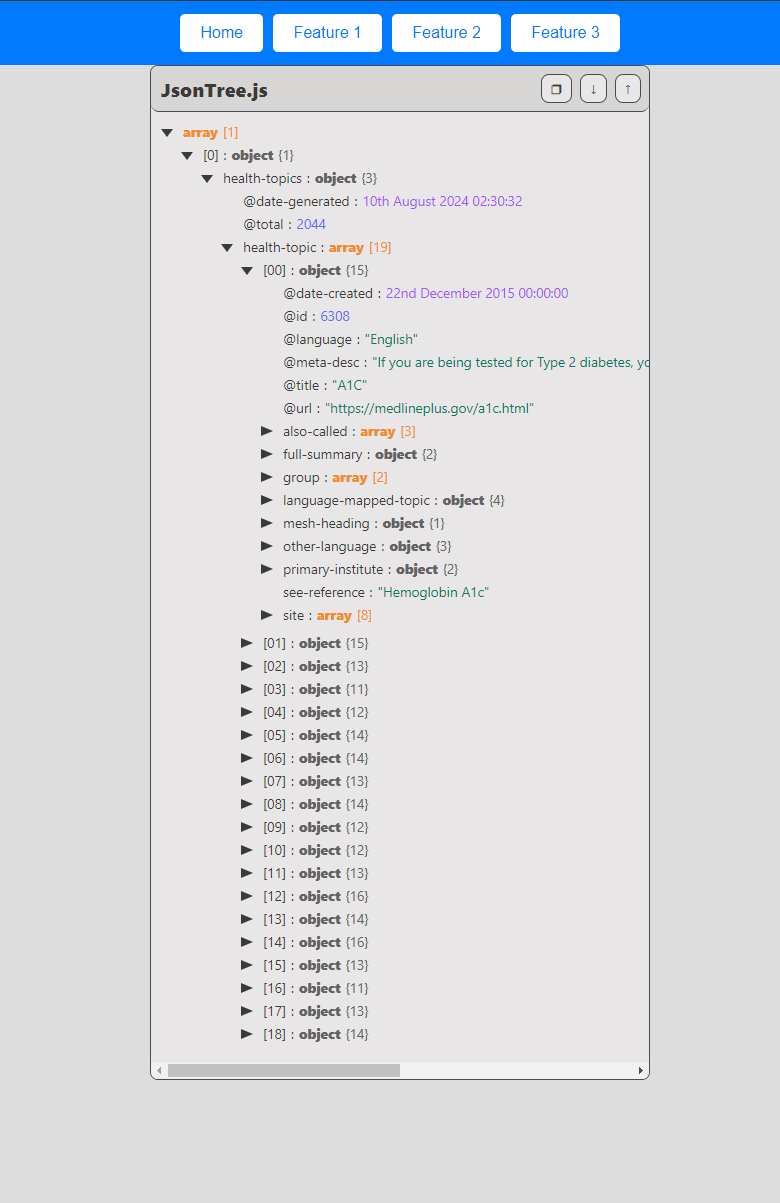 Home Feature 1 Feature 2 Feature 3
JsonTree.js
array [1]
[0] : object {1}
health-topics : object {3}
@date-generated : 10th August 2024 02:30:32
@total : 2044
health-topic : array [19]
[00] : object {15}
@date-created : 22nd December 2015 00:00:00
@id : 6308
@language : "English"
@meta-desc : "If you are being tested for Type 2 diabetes, yo
@title : "A1C"
@url : "https://medlineplus.gov/a1c.html"
also-called : array [3]
full-summary : object {2}
group : array [2]
language-mapped-topic : object {4}
mesh-heading : object {1}
other-language : object {3}
primary-institute : object {2}
see-reference : "Hemoglobin A1c"
site : array [8]
[01] : object {15}
[02] : object {13}
[03] : object {11}
[04] : object {12}
[05] : object {14}
[06] : object {14}
[07] : object {13}
[08] : object {14}
[09] : object {12}
[10] : object {12}
[11] : object {13}
[12] : object {16}
[13] : object {14}
[14] : object {16}
[15] : object {13}
[16] : object {11}
[17] : object {13}
[18] : object {14}